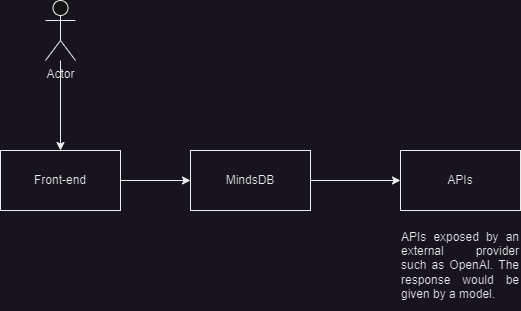 Actor
Front-end
MindsDB
APIs
APIs exposed by an
external provider
such as OpenAI. The
response would be
given by a model.